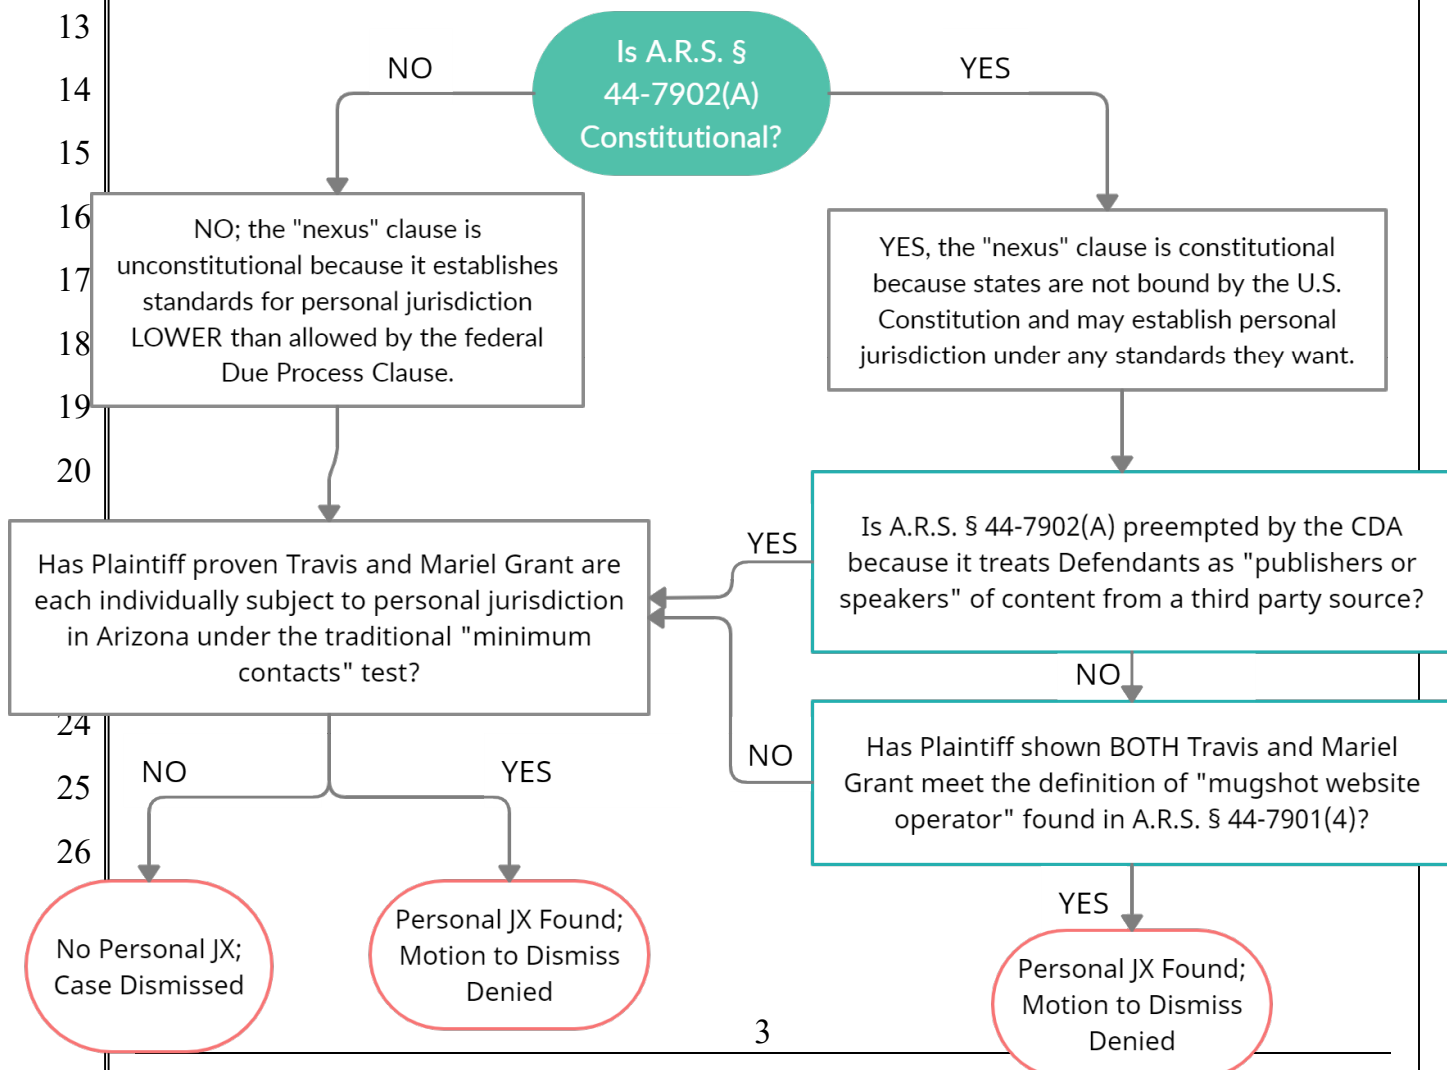 13
14
15
16
17
18
19
20
24
25
26
Is A.R.S. §
44-7902(A)
Constitutional?
NO
YES
NO; the "nexus" clause is
unconstitutional because it establishes
standards for personal jurisdiction
LOWER than allowed by the federal
Due Process Clause.
YES, the "nexus" clause is constitutional
because states are not bound by the U.S.
Constitution and may establish personal
jurisdiction under any standards they want.
Is A.R.S. § 44-7902(A) preempted by the CDA
because it treats Defendants as "publishers or
speakers" of content from a third party source?
YES
Has Plaintiff proven Travis and Mariel Grant are
each individually subject to personal jurisdiction
in Arizona under the traditional "minimum
contacts" test?
NO
Has Plaintiff shown BOTH Travis and Mariel
Grant meet the definition of "mugshot website
operator" found in A.R.S. § 44-7901(4)?
NO
NO
YES
YES
No Personal JX;
Case Dismissed
Personal JX Found;
Motion to Dismiss
Denied
Personal JX Found;
Motion to Dismiss
Denied
3